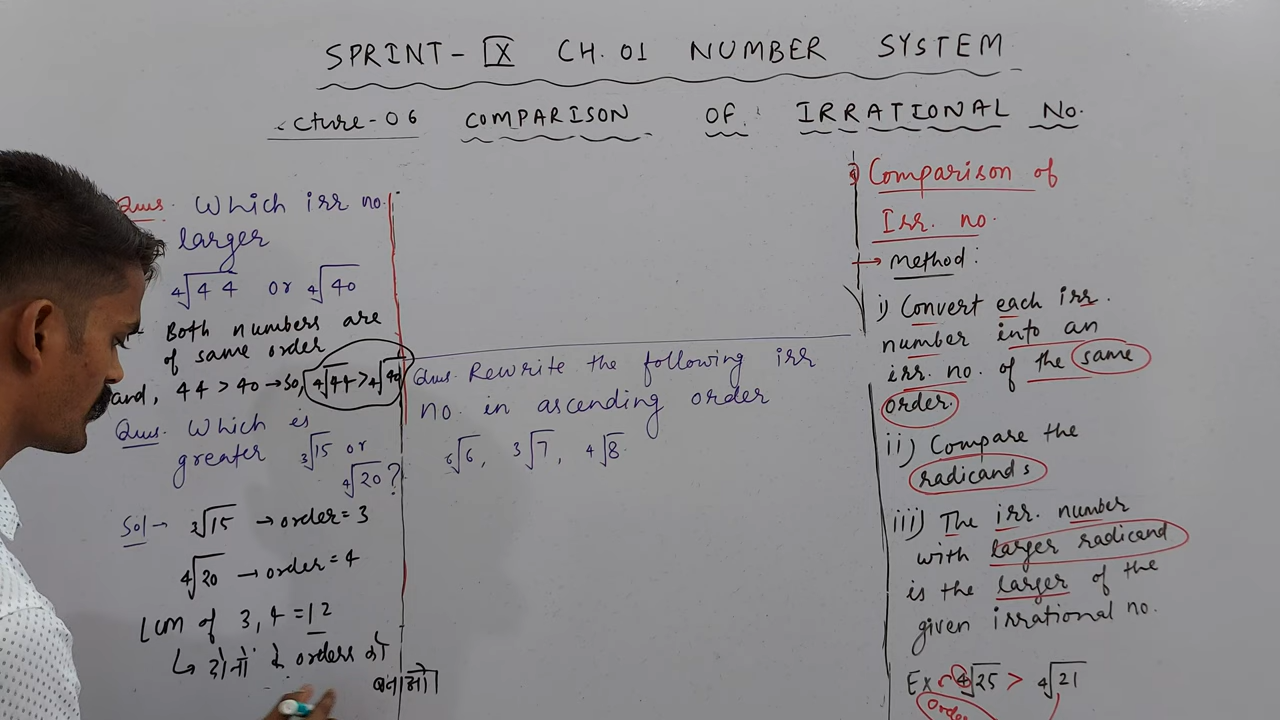 SPRINT- IX CH. 01 NUMBER SYSTEM
cture-06 COMPARISON OF IRRATIONAL No.
Ques. Which irr no.
larger
4√44 or 4√40
Both numbers are
of same order
and, 44 > 40 → so, 4√44 > 4√40
Ques. Which is
greater 3√15 or
4√20 ?
Sol → 3√15 → order = 3
4√20 → order = 4
LCM of 3, 4 = 12
↳ दोनों के orders को
बनाओ
Ques. Rewrite the following irr
no. in ascending order
6√6, 3√7, 4√8
Comparison of
Irr. no.
→ Method:
i) Convert each irr.
number into an
irr. no. of the same
order.
ii) Compare the
radicands
iii) The irr. number
with larger radicand
is the larger of the
given irrational no.
Ex → 4√25 > 4√21
order